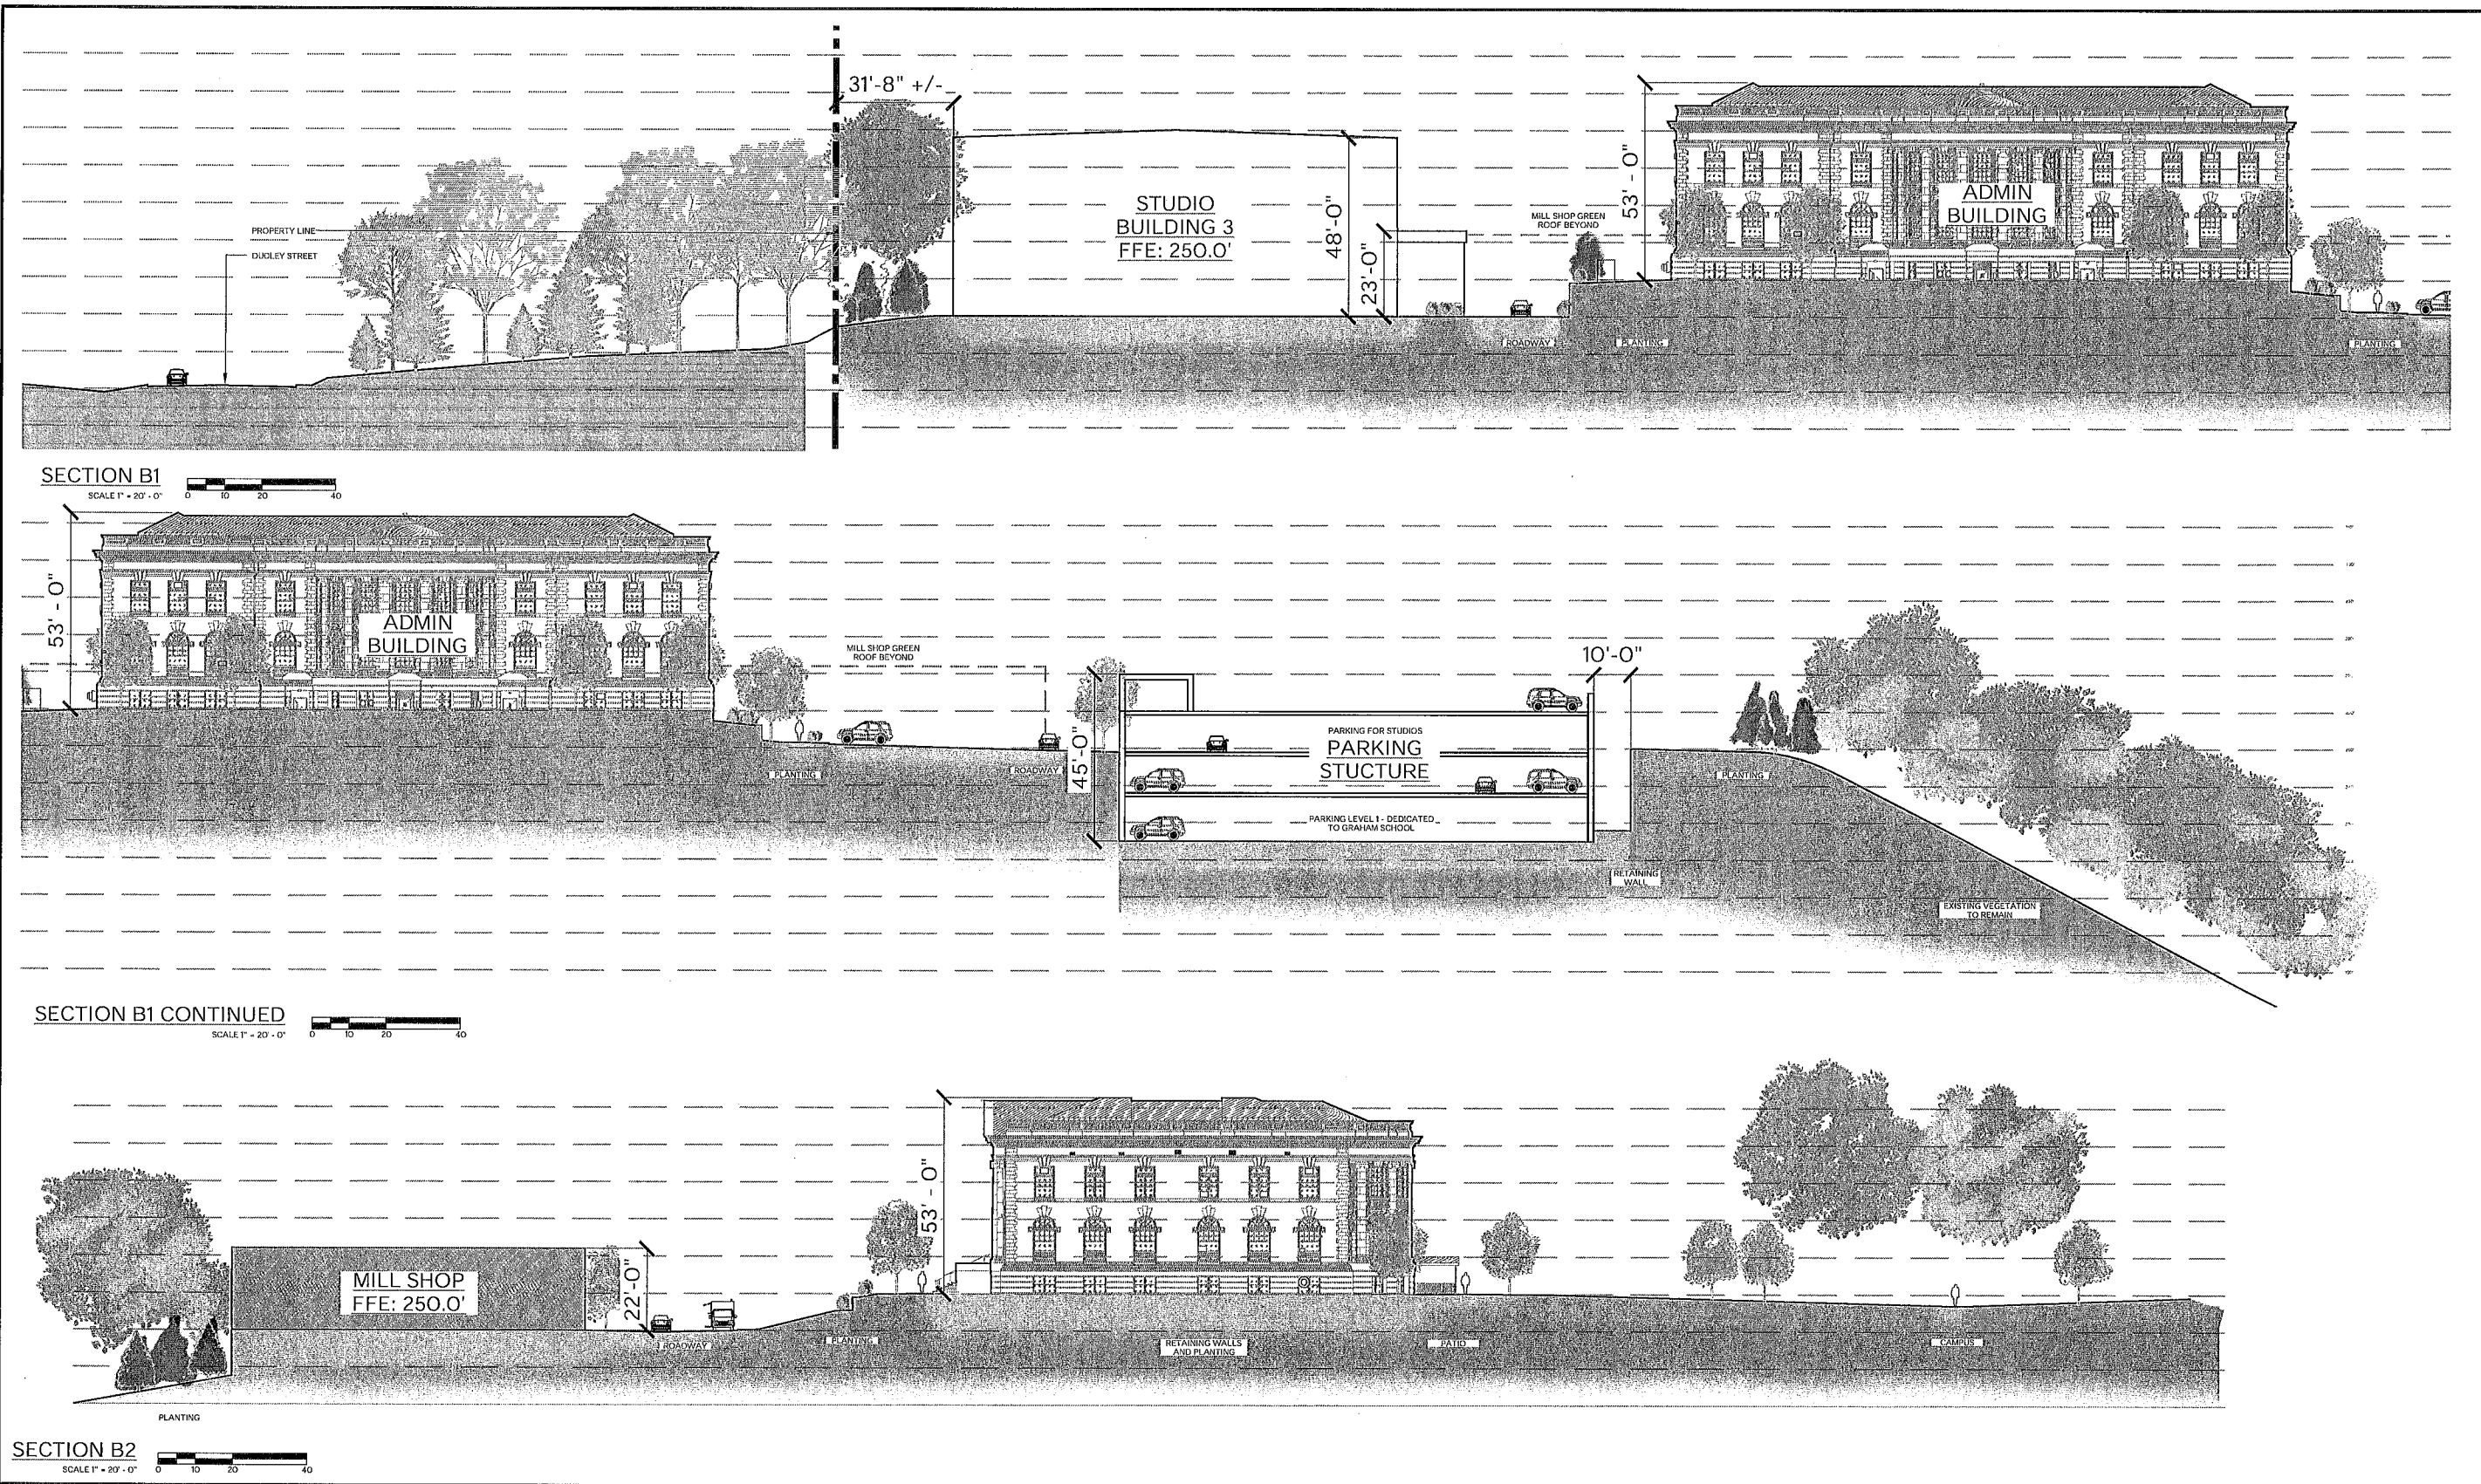 31'-8" +/-
PROPERTY LINE
DUDLEY STREET
STUDIO
BUILDING 3
FFE: 250.0'
48'-0"
23'-0"
MILL SHOP GREEN
ROOF BEYOND
53' - 0"
ADMIN
BUILDING
ROADWAY
PLANTING
PLANTING
SECTION B1
SCALE 1" = 20' - 0"
0 10 20 40
53' - 0"
ADMIN
BUILDING
MILL SHOP GREEN
ROOF BEYOND
PLANTING
ROADWAY
45'-0"
PARKING FOR STUDIOS
PARKING
STUCTURE
PARKING LEVEL 1 - DEDICATED
TO GRAHAM SCHOOL
10'-0"
RETAINING
WALL
PLANTING
EXISTING VEGETATION
TO REMAIN
SECTION B1 CONTINUED
SCALE 1" = 20' - 0"
0 10 20 40
MILL SHOP
FFE: 250.0'
22'-0"
53' - 0"
PLANTING
ROADWAY
PLANTING
RETAINING WALLS
AND PLANTING
PATIO
CAMPUS
SECTION B2
SCALE 1" = 20' - 0"
0 10 20 40